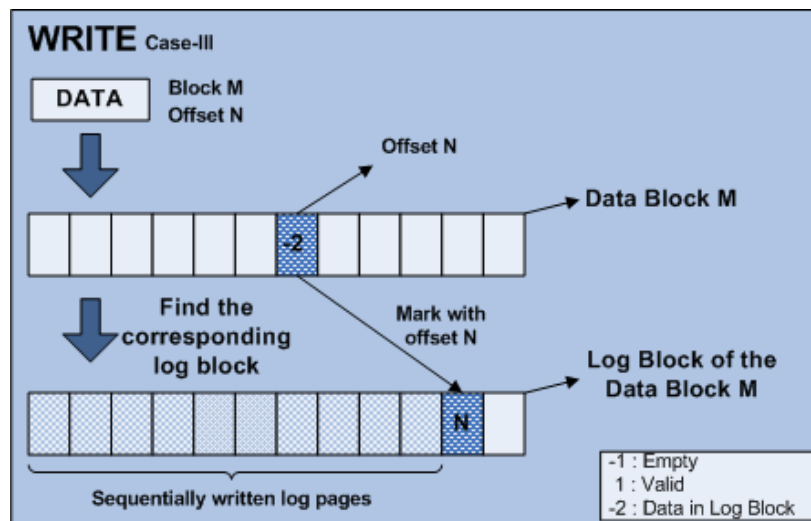 WRITE Case-III
DATA
Block M
Offset N
Offset N
Data Block M
-2
Find the
corresponding
log block
Mark with
offset N
Log Block of the
Data Block M
N
Sequentially written log pages
-1 : Empty
1 : Valid
-2 : Data in Log Block